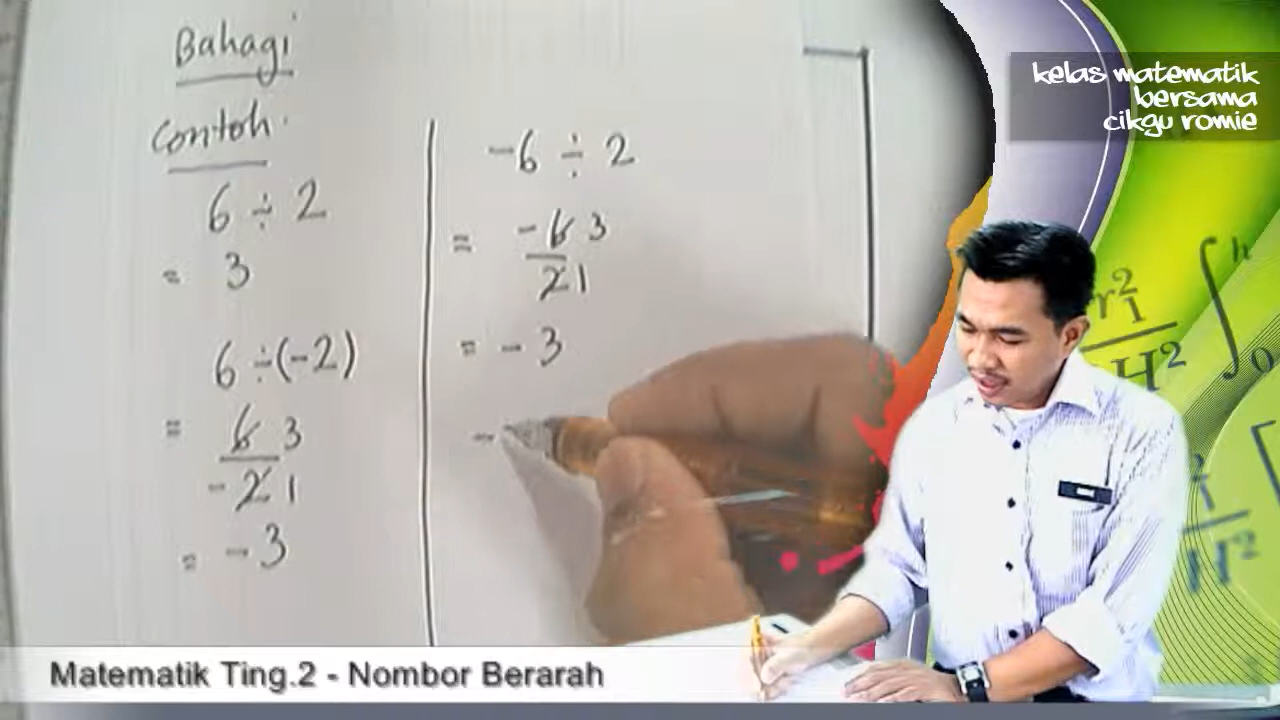 Bahagi
Contoh.
6 ÷ 2
= 3
6 ÷ (-2)
= 6 3
- 2 1
= - 3
-6 ÷ 2
= -6 3
2 1
= - 3
-
kelas matematik
bersama
cikgu romie
Matematik Ting.2 - Nombor Berarah